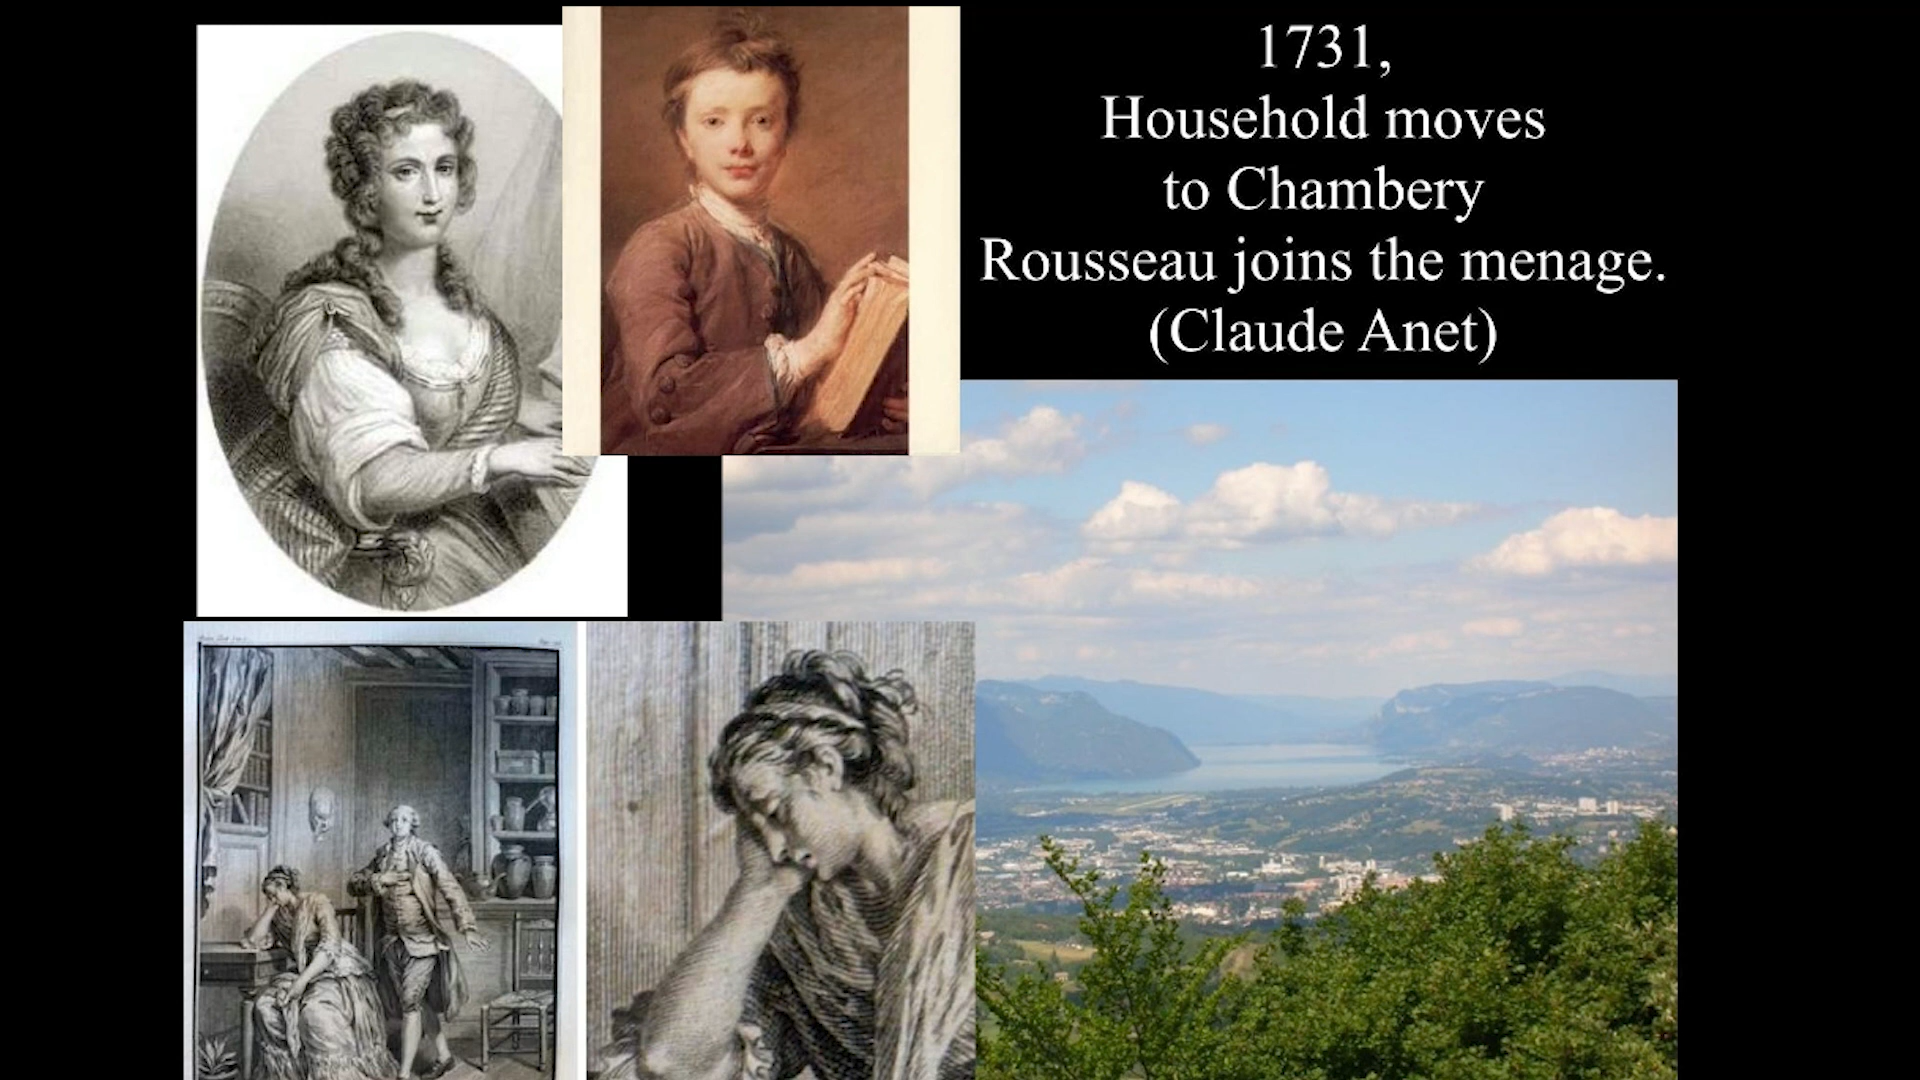 1731,
Household moves
to Chambery
Rousseau joins the menage.
(Claude Anet)